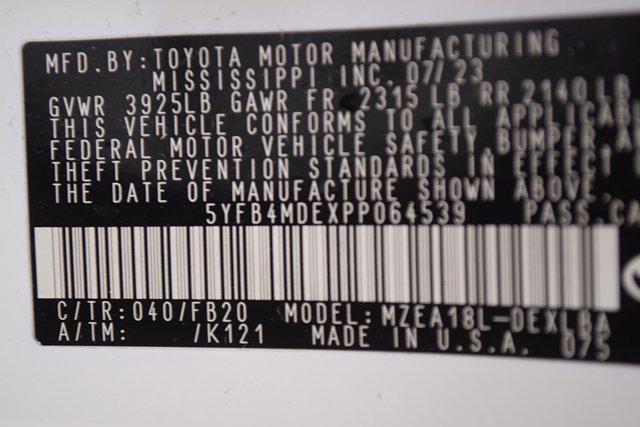 MFD. BY: TOYOTA MOTOR MANUFACTURING
MISSISSIPPI INC. 07/23
GVWR 3925LB GAWR FR 2315LB RR 2140LB
THIS VEHICLE CONFORMS TO ALL APPLICAB
FEDERAL MOTOR VEHICLE SAFETY, BUMPER A
THEFT PREVENTION STANDARDS IN EFFECT
THE DATE OF MANUFACTURE SHOWN ABOVE.
5YFB4MDEXPP064539 PASS.CA
C/TR:040/FB20 MODEL:MZEA18L-DEXLBA
A/TM: /K121 MADE IN U.S.A. 075